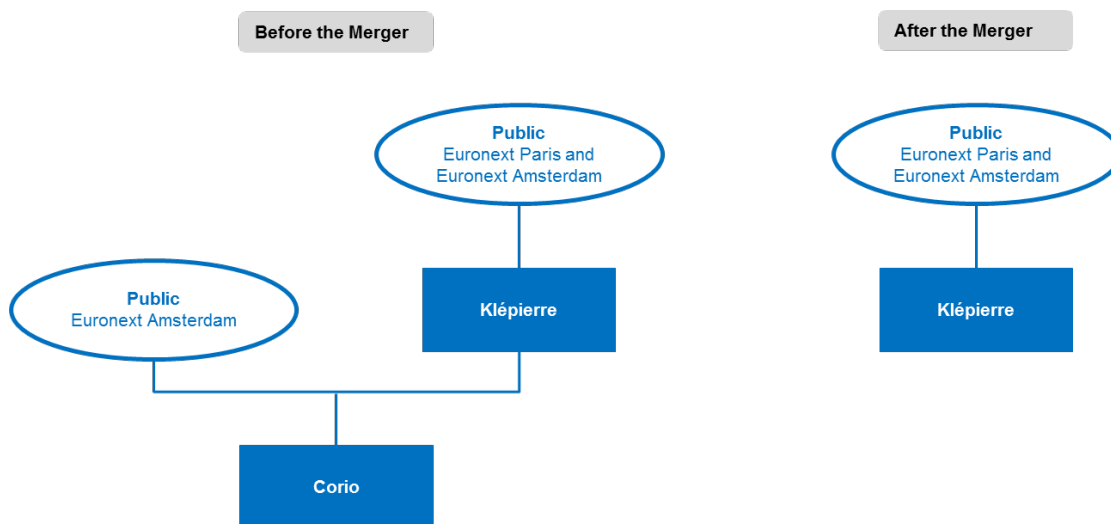 Before the Merger
After the Merger
Public
Euronext Paris and
Euronext Amsterdam
Public
Euronext Paris and
Euronext Amsterdam
Public
Euronext Amsterdam
Klépierre
Klépierre
Corio